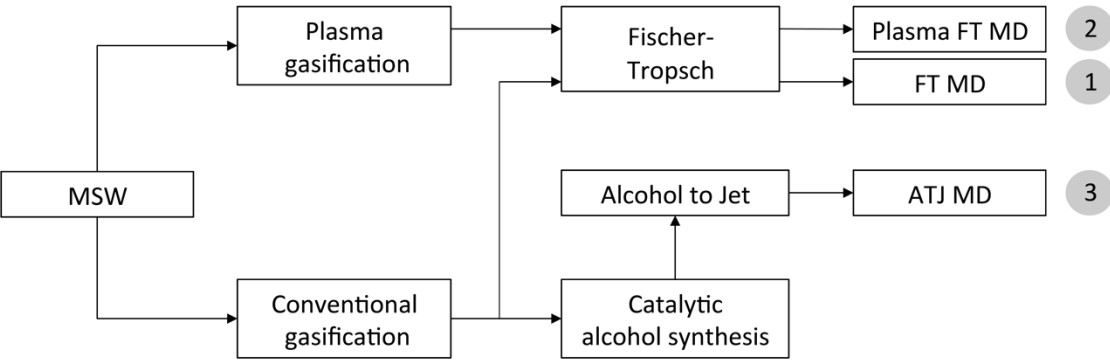 Plasma
gasification
Fischer-
Tropsch
Plasma FT MD
2
FT MD
1
MSW
Alcohol to Jet
ATJ MD
3
Conventional
gasification
Catalytic
alcohol synthesis